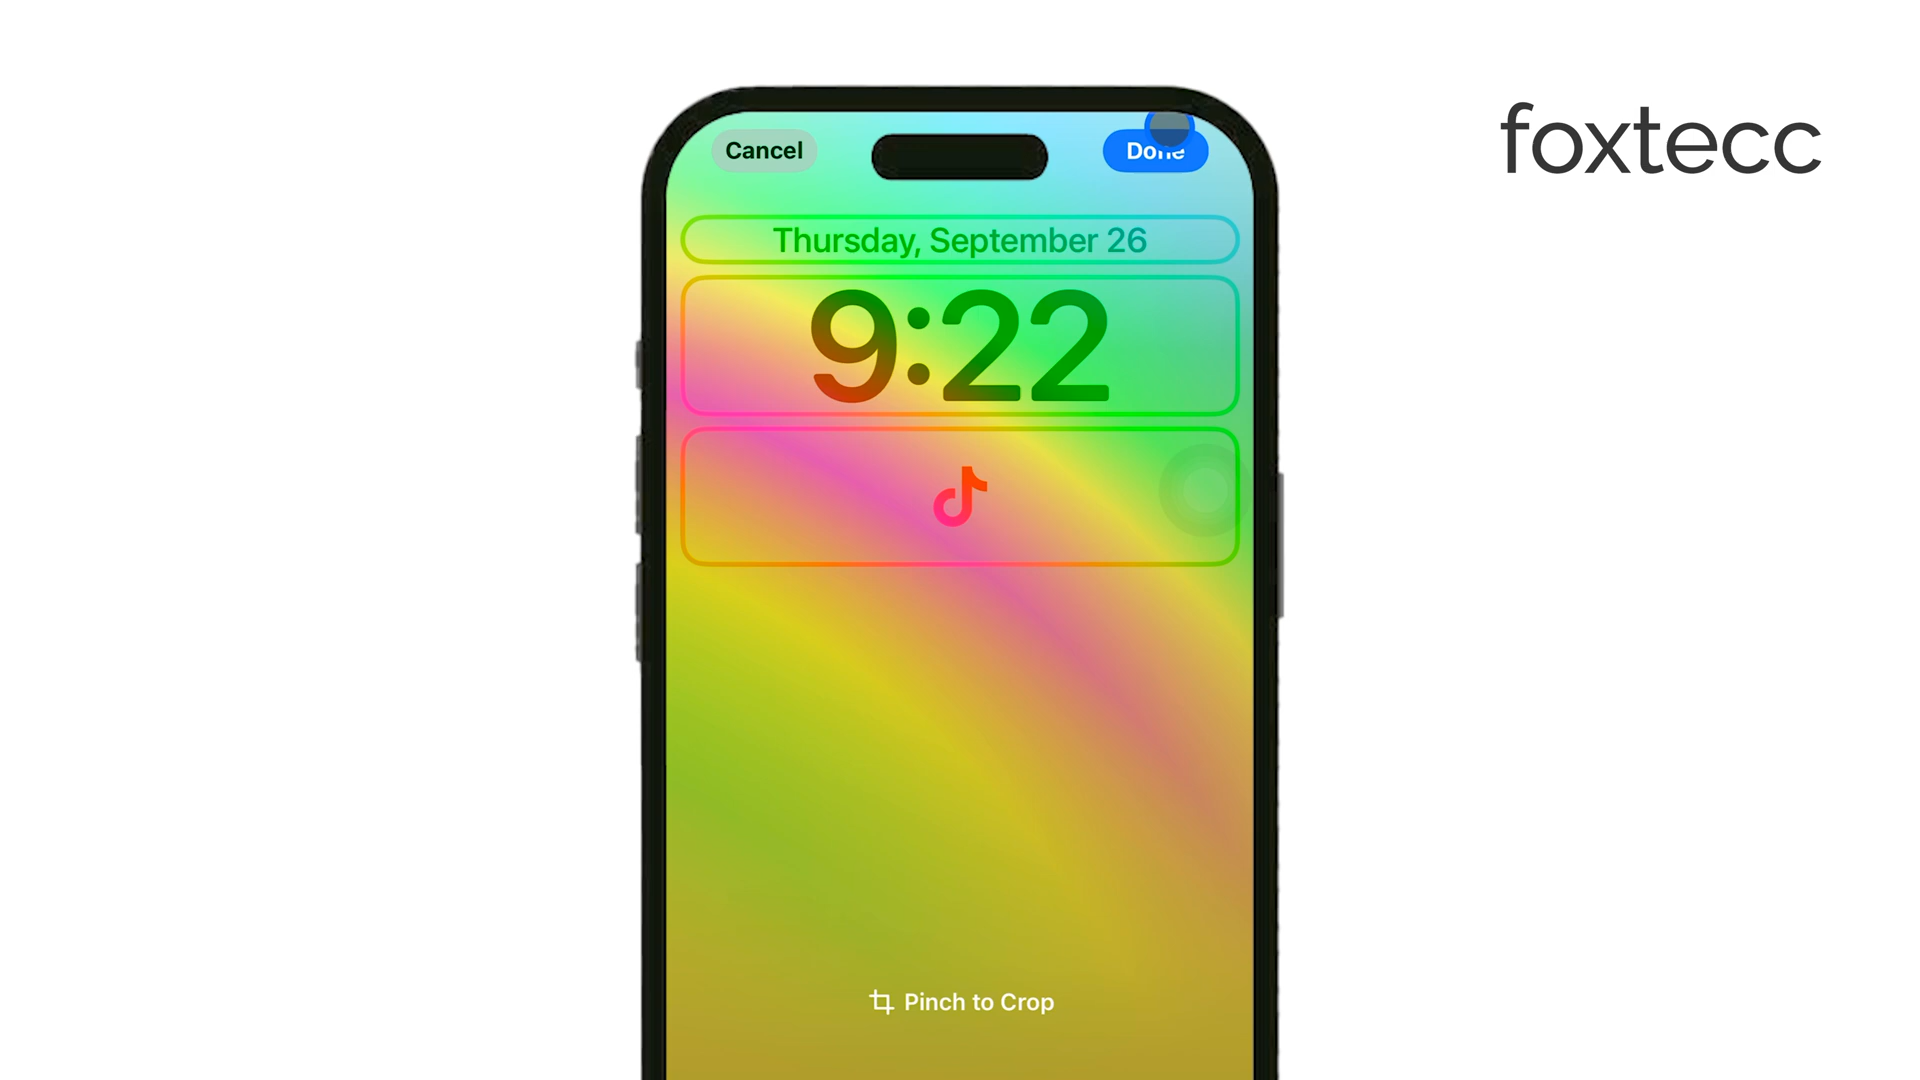 foxtecc
Cancel
Done
Thursday, September 26
9:22
Pinch to Crop